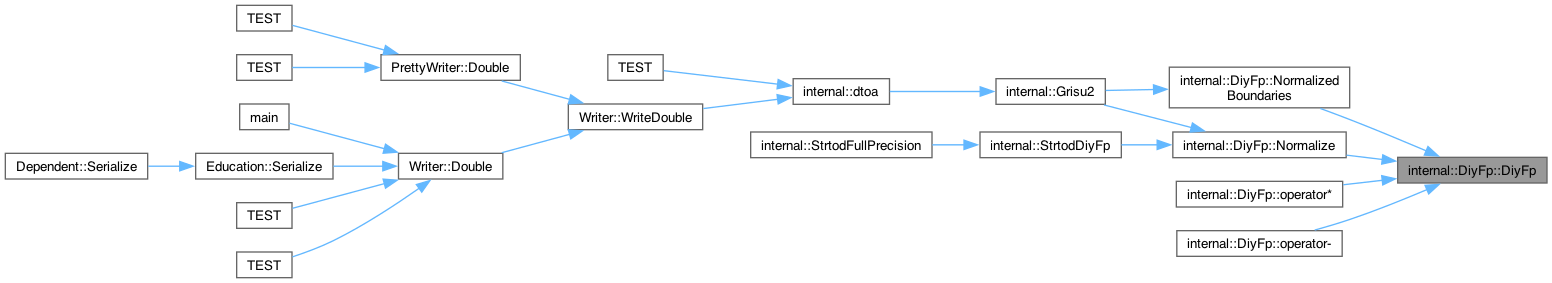 TEST
TEST
PrettyWriter::Double
TEST
main
Writer::WriteDouble
internal::dtoa
internal::Grisu2
internal::DiyFp::Normalized
Boundaries
Dependent::Serialize
Education::Serialize
Writer::Double
internal::StrtodFullPrecision
internal::StrtodDiyFp
internal::DiyFp::Normalize
internal::DiyFp::DiyFp
TEST
internal::DiyFp::operator*
TEST
internal::DiyFp::operator-